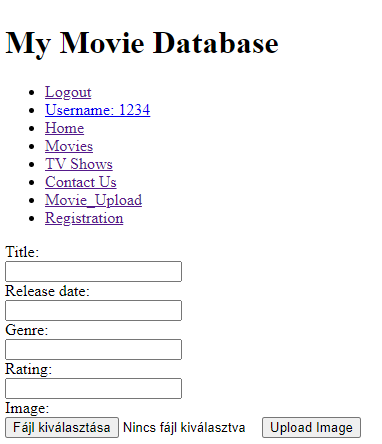 My Movie Database
Logout
Username: 1234
Home
Movies
TV Shows
Contact Us
Movie_Upload
Registration
Title:
Release date:
Genre:
Rating:
Image:
Fájl kiválasztása Nincs fájl kiválasztva Upload Image